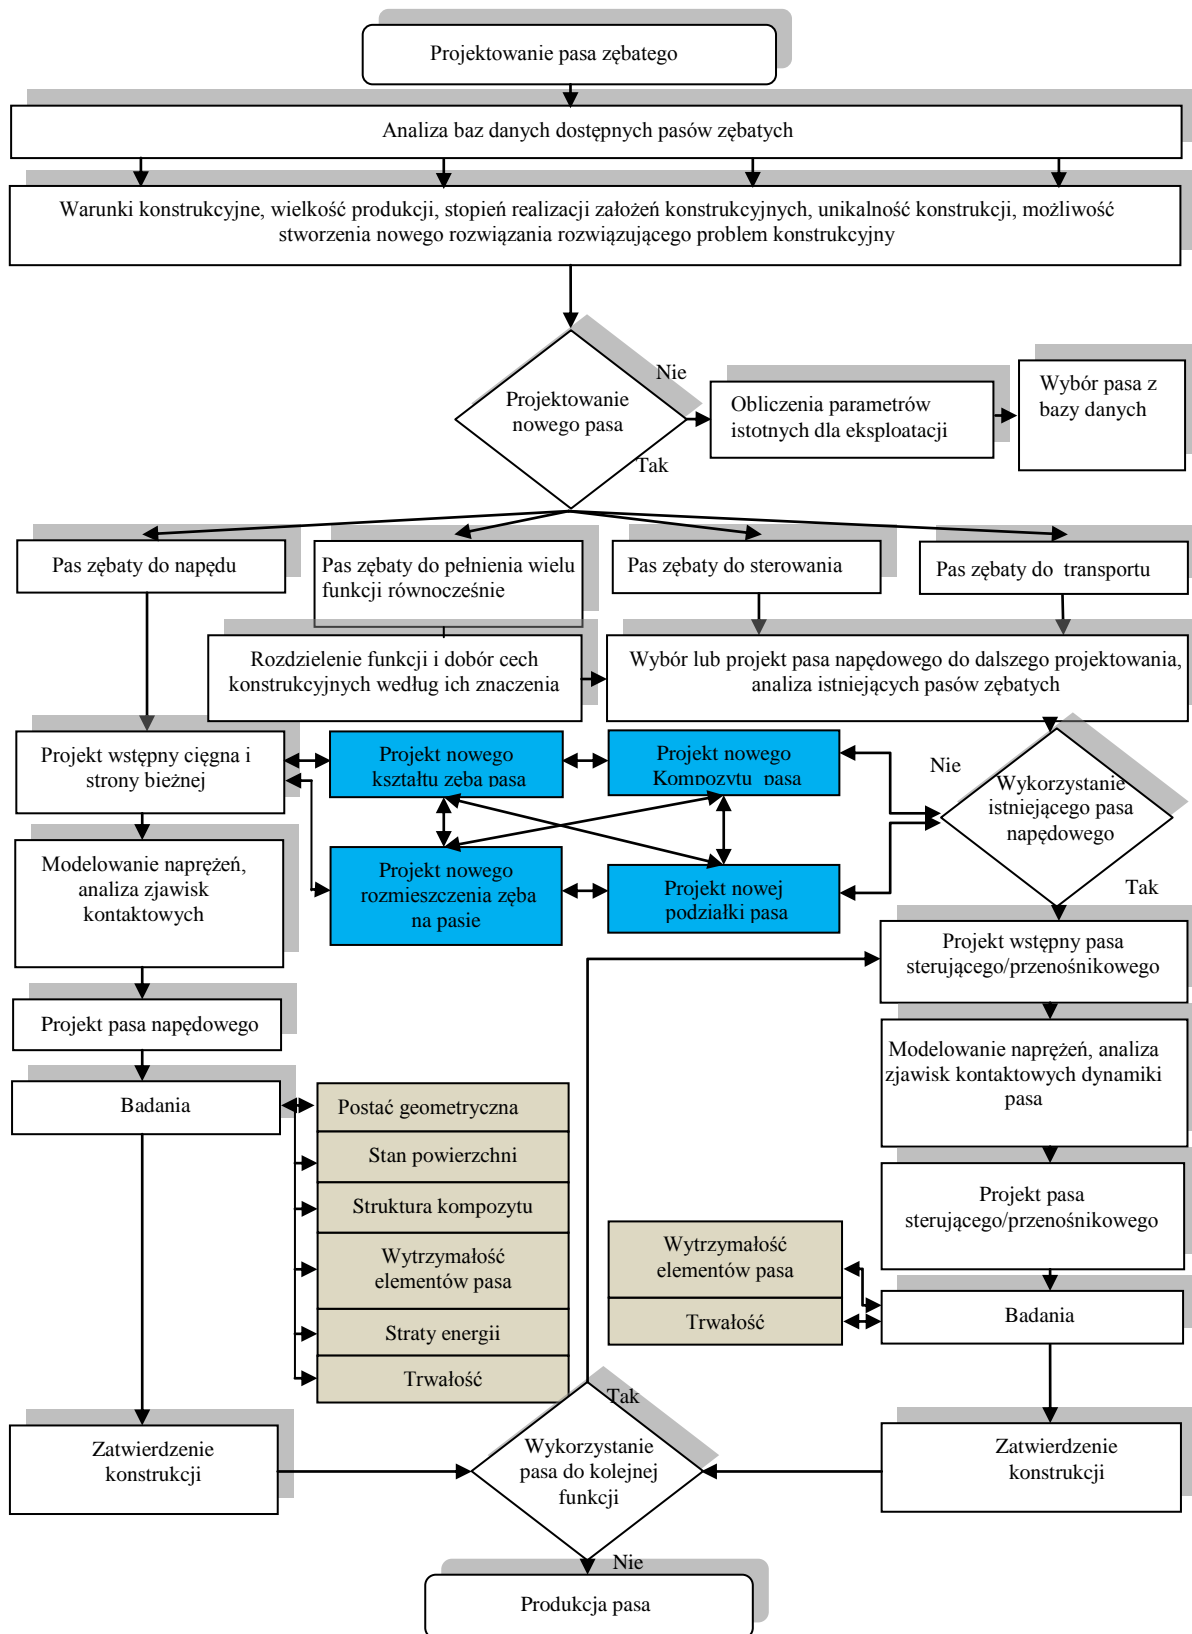 Projektowanie pasa zębatego
Analiza baz danych dostępnych pasów zębatych
Warunki konstrukcyjne, wielkość produkcji, stopień realizacji założeń konstrukcyjnych, unikalność konstrukcji, możliwość
stworzenia nowego rozwiązania rozwiązującego problem konstrukcyjny
Projektowanie
nowego pasa
Nie
Tak
Obliczenia parametrów
istotnych dla eksploatacji
Wybór pasa z
bazy danych
Pas zębaty do napędu
Pas zębaty do pełnienia wielu
funkcji równocześnie
Pas zębaty do sterowania
Pas zębaty do transportu
Rozdzielenie funkcji i dobór cech
konstrukcyjnych według ich znaczenia
Wybór lub projekt pasa napędowego do dalszego projektowania,
analiza istniejących pasów zębatych
Projekt wstępny cięgna i
strony bieżnej
Projekt nowego
kształtu zęba pasa
Projekt nowego
Kompozytu pasa
Nie
Wykorzystanie
istniejącego pasa
napędowego
Tak
Modelowanie naprężeń,
analiza zjawisk
kontaktowych
Projekt nowego
rozmieszczenia zęba
na pasie
Projekt nowej
podziałki pasa
Projekt wstępny pasa
sterującego/przenośnikowego
Projekt pasa napędowego
Modelowanie naprężeń, analiza
zjawisk kontaktowych dynamiki
pasa
Badania
Postać geometryczna
Stan powierzchni
Struktura kompozytu
Wytrzymałość
elementów pasa
Straty energii
Trwałość
Projekt pasa
sterującego/przenośnikowego
Wytrzymałość
elementów pasa
Trwałość
Badania
Zatwierdzenie
konstrukcji
Tak
Wykorzystanie
pasa do kolejnej
funkcji
Nie
Zatwierdzenie
konstrukcji
Produkcja pasa